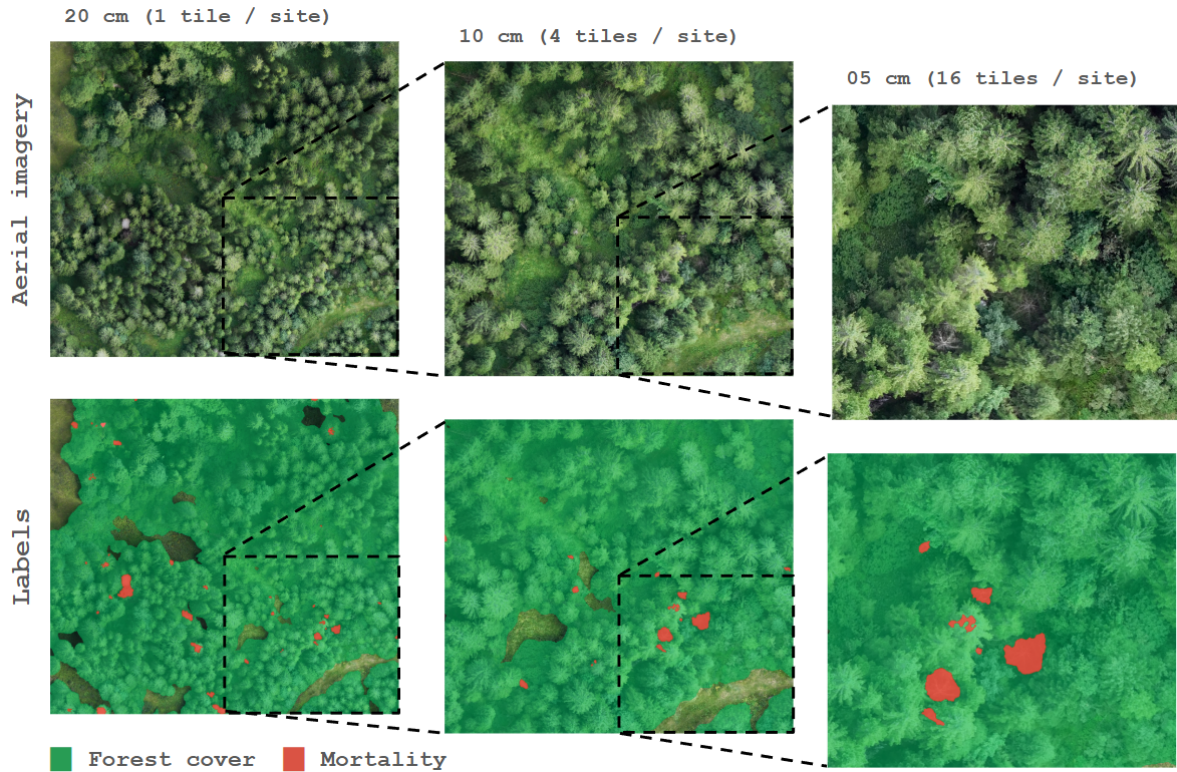 20 cm (1 tile / site)
10 cm (4 tiles / site)
05 cm (16 tiles / site)
Aerial imagery
Labels
Forest cover
Mortality